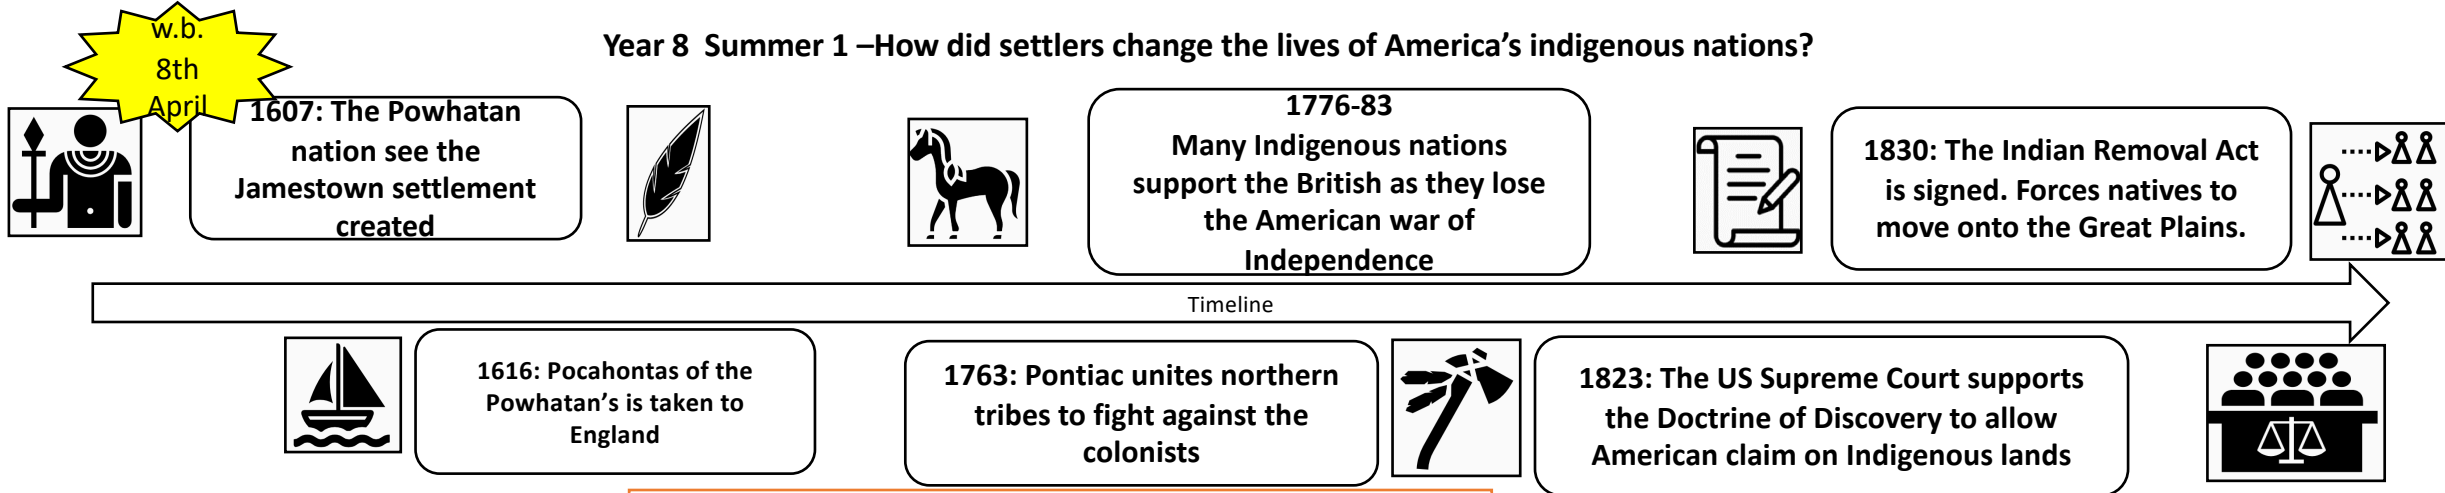 w.b.
8th
April
Year 8 Summer 1 –How did settlers change the lives of America’s indigenous nations?
1607: The Powhatan
nation see the
Jamestown settlement
created
1776-83
Many Indigenous nations
support the British as they lose
the American war of
Independence
1830: The Indian Removal Act
is signed. Forces natives to
move onto the Great Plains.
Timeline
1616: Pocahontas of the
Powhatan’s is taken to
England
1763: Pontiac unites northern
tribes to fight against the
colonists
1823: The US Supreme Court supports
the Doctrine of Discovery to allow
American claim on Indigenous lands